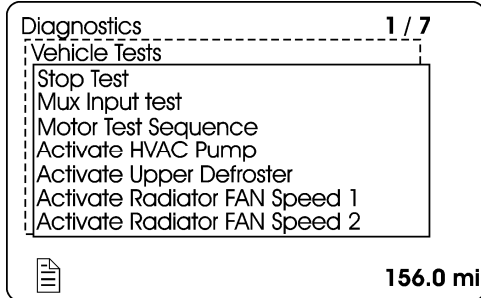 Diagnostics 1 / 7
Vehicle Tests
Stop Test
Mux Input test
Motor Test Sequence
Activate HVAC Pump
Activate Upper Defroster
Activate Radiator FAN Speed 1
Activate Radiator FAN Speed 2
156.0 mi